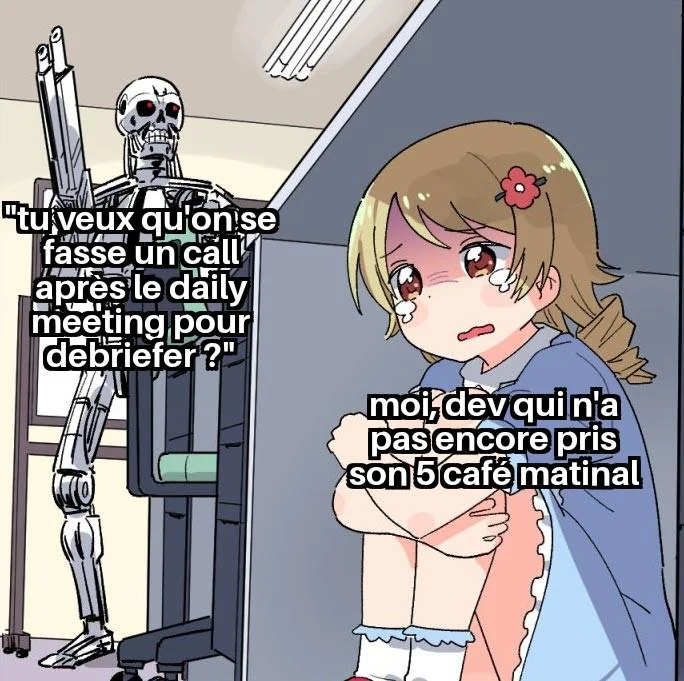 "tu veux qu'on se
fasse un call
après le daily
meeting pour
debriefer ?"
moi, dev qui n'a
pas encore pris
son 5 café matinal